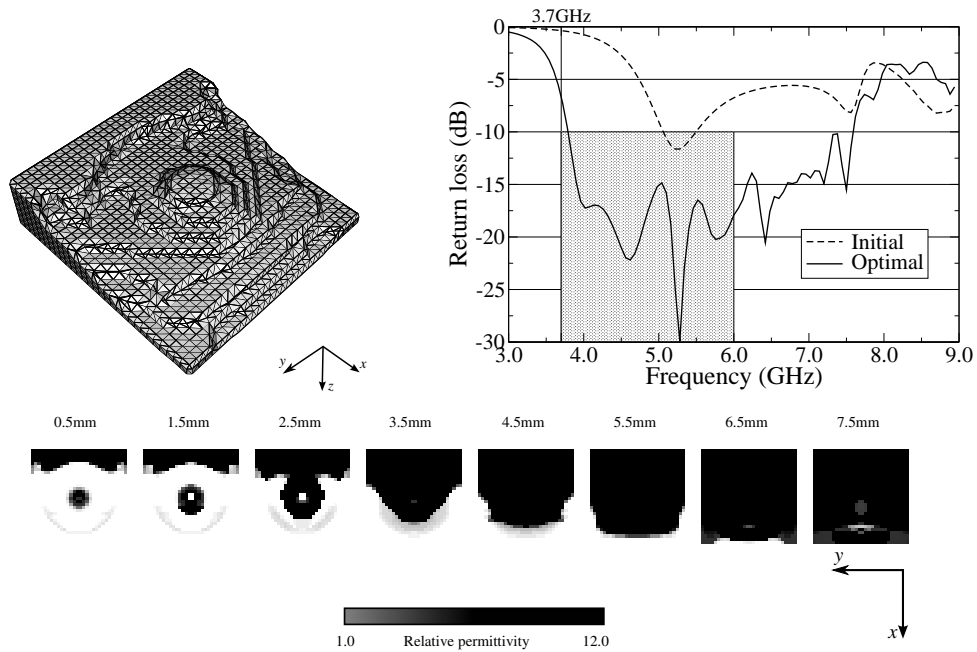 3.7GHz
0
-5
-10
-15
-20
-25
-30
Return loss (dB)
Initial
Optimal
3.0 4.0 5.0 6.0 7.0 8.0 9.0
Frequency (GHz)
y x
z
0.5mm 1.5mm 2.5mm 3.5mm 4.5mm 5.5mm 6.5mm 7.5mm
y
x
1.0 Relative permittivity 12.0